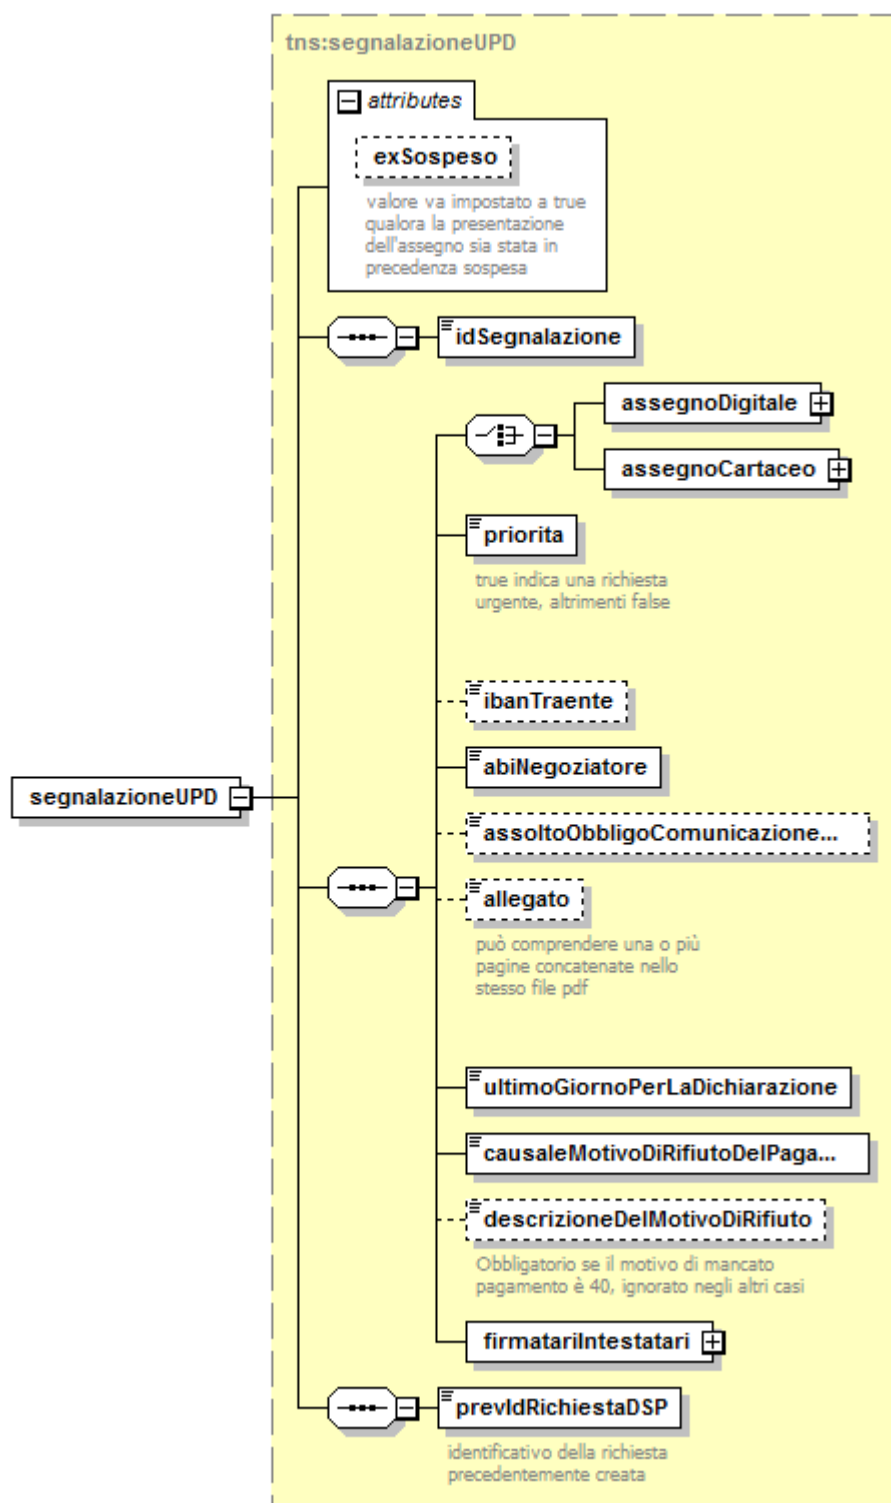 tns:segnalazioneUPD
attributes
exSospeso
valore va impostato a true
qualora la presentazione
dell'assegno sia stata in
precedenza sospesa
idSegnalazione
assegnoDigitale
assegnoCartaceo
priorita
true indica una richiesta
urgente, altrimenti false
ibanTraente
abiNegoziatore
segnalazioneUPD
assoltoObbligoComunicazione...
allegato
può comprendere una o più
pagine concatenate nello
stesso file pdf
ultimoGiornoPerLaDichiarazione
causaleMotivoDiRifiutoDelPaga...
descrizioneDelMotivoDiRifiuto
Obbligatorio se il motivo di mancato
pagamento è 40, ignorato negli altri casi
firmatariIntestatari
prevIdRichiestaDSP
identificativo della richiesta
precedentemente creata